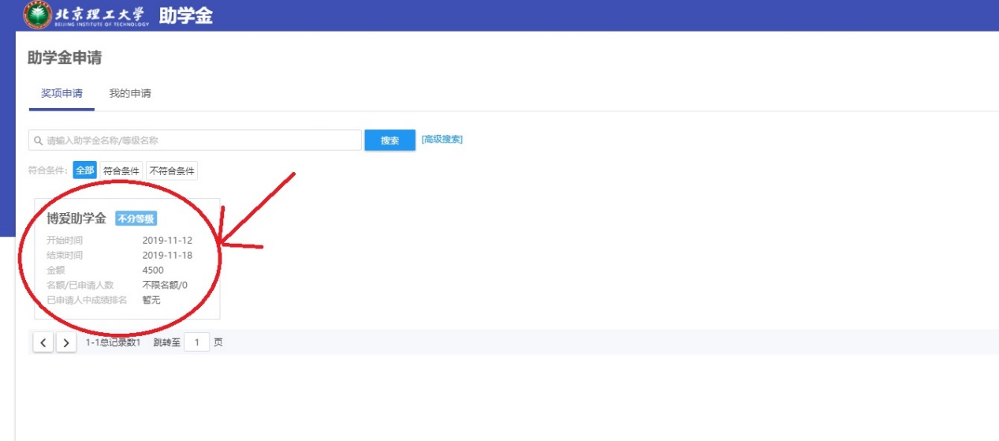 北京理工大学 助学金
BEIJING INSTITUTE OF TECHNOLOGY
助学金申请
奖项申请 我的申请
请输入助学金名称/等级名称 搜索 [高级搜索]
符合条件: 全部 符合条件 不符合条件
博爱助学金 不分等级
开始时间 2019-11-12
结束时间 2019-11-18
金额 4500
名额/已申请人数 不限名额/0
已申请人中成绩排名 暂无
1-1总记录数1 跳转至 1 页